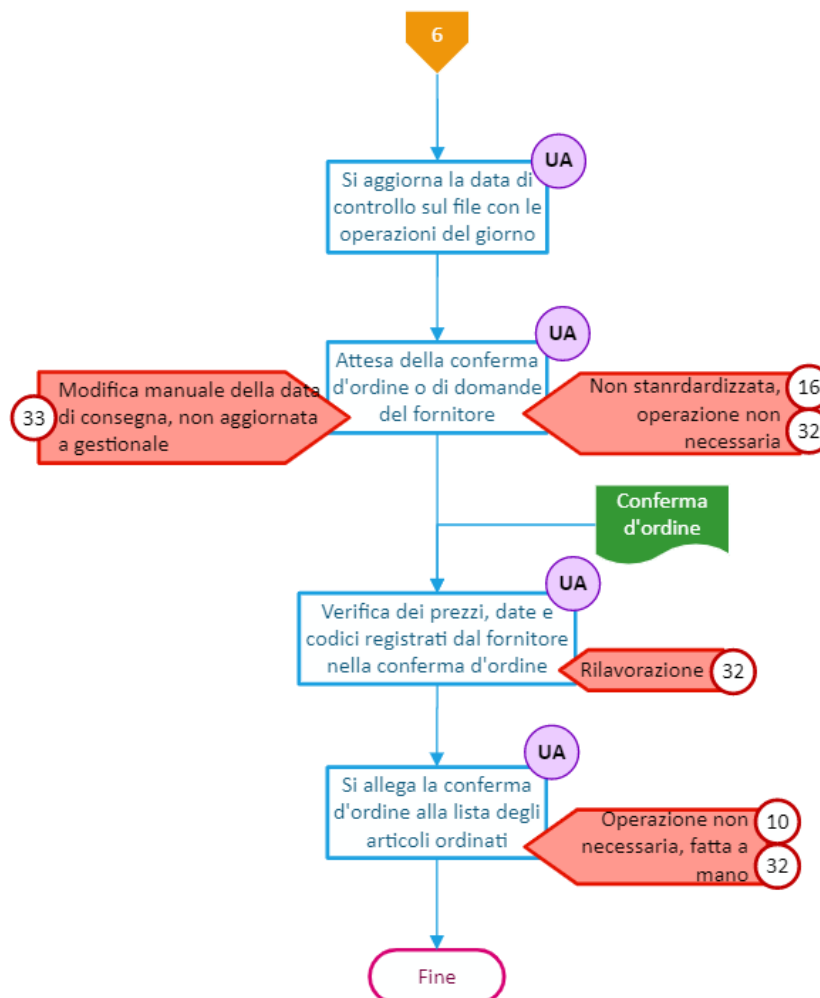 6
UA
Si aggiorna la data di
controllo sul file con le
operazioni del giorno
UA
Attesa della conferma
d'ordine o di domande
del fornitore
33
Modifica manuale della data
di consegna, non aggiornata
a gestionale
Non stanrdardizzata,
operazione non
necessaria
16
32
Conferma
d'ordine
UA
Verifica dei prezzi, date e
codici registrati dal fornitore
nella conferma d'ordine
Rilavorazione
32
UA
Si allega la conferma
d'ordine alla lista degli
articoli ordinati
Operazione non
necessaria, fatta a
mano
10
32
Fine